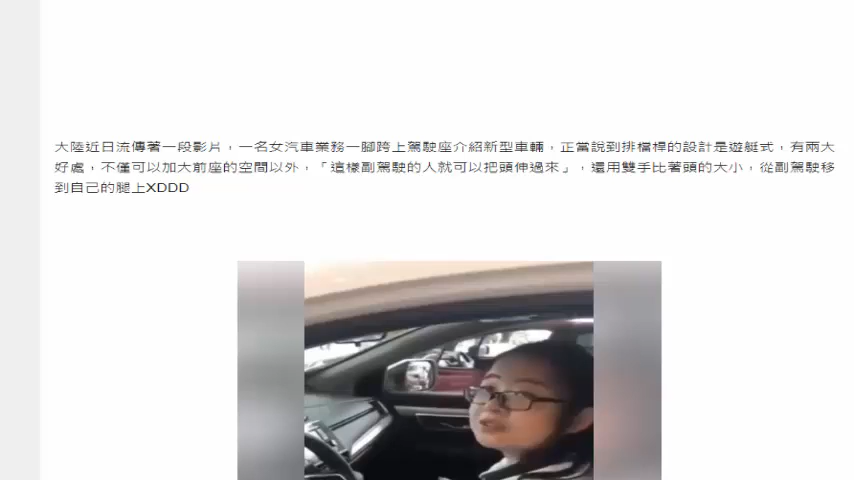 大陸近日流傳著一段影片，一名女汽車業務一腳跨上駕駛座介紹新型車輛，正當說到排檔桿的設計是遊艇式，有兩大
好處，不僅可以加大前座的空間以外，「這樣副駕駛的人就可以把頭伸過來」，還用雙手比著頭的大小，從副駕駛移
到自己的腿上XDDD